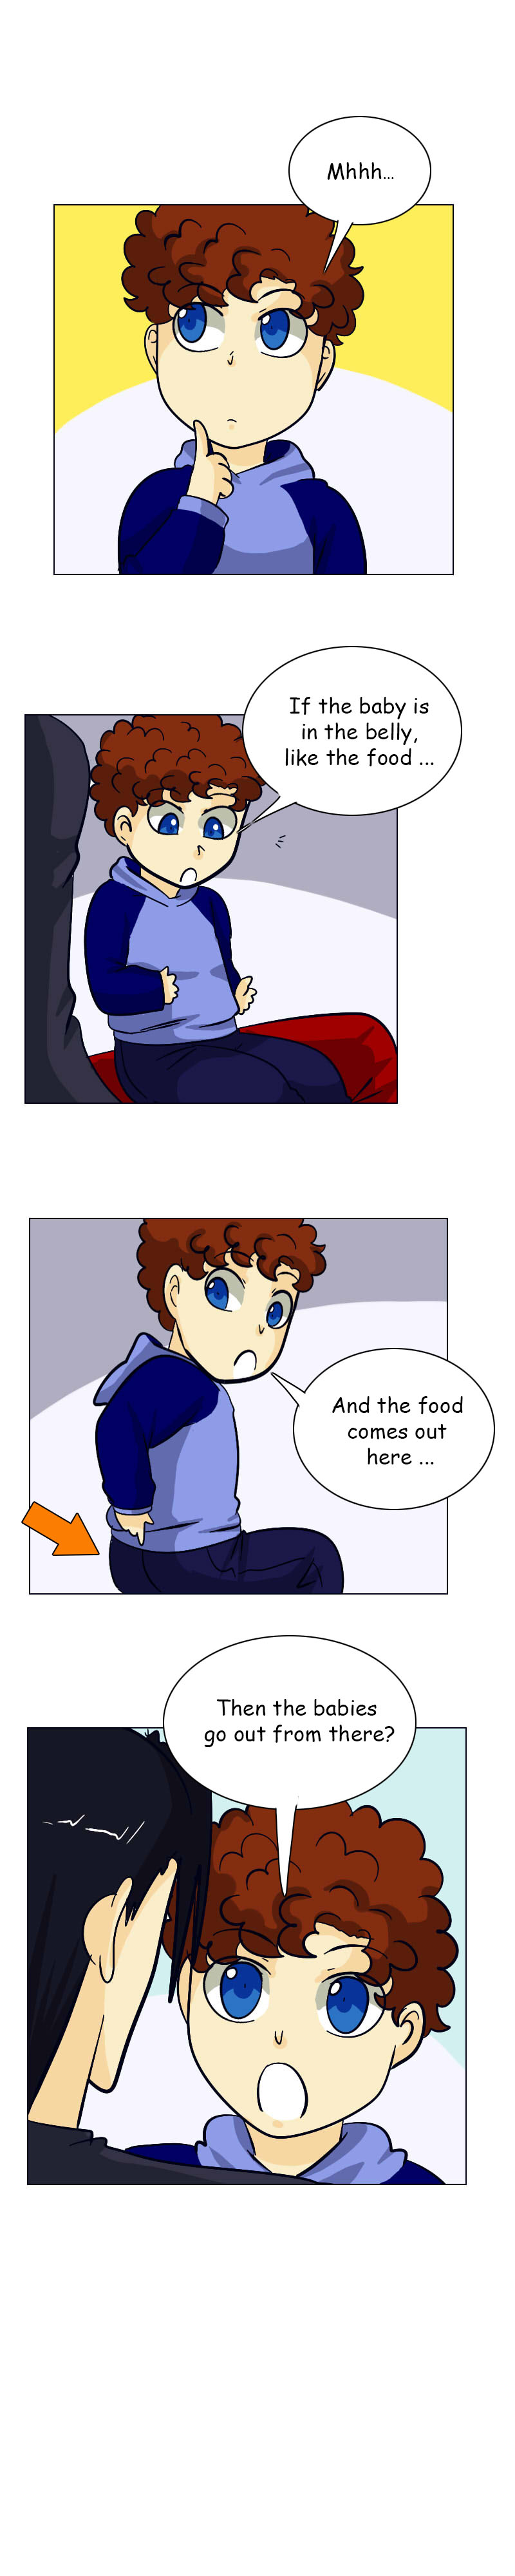 Mhhh...
If the baby is
in the belly,
like the food ...
And the food
comes out
here ...
Then the babies
go out from there?